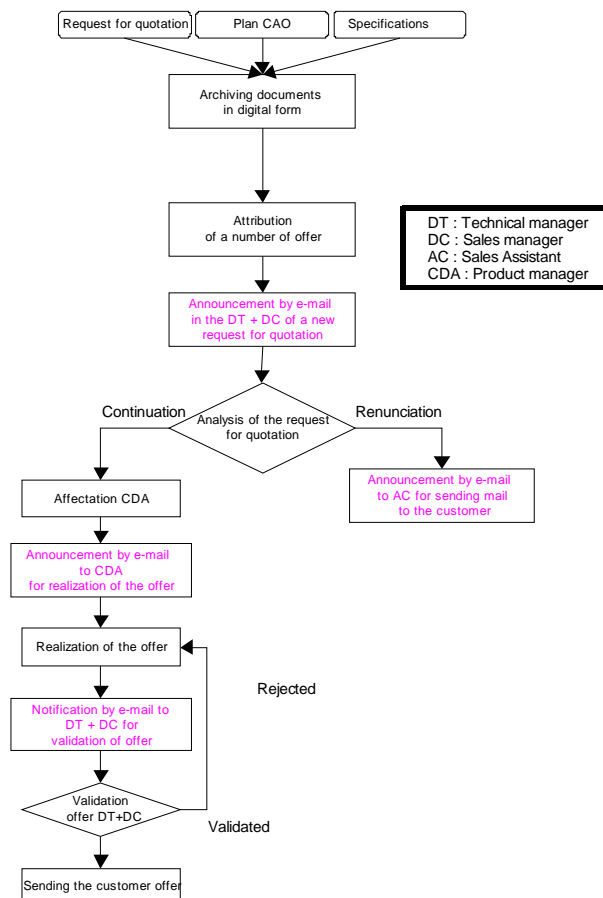 Request for quotation
Plan CAO
Specifications
Archiving documents
in digital form
Attribution
of a number of offer
DT : Technical manager
DC : Sales manager
AC : Sales Assistant
CDA : Product manager
Announcement by e-mail
in the DT + DC of a new
request for quotation
Continuation
Renunciation
Analysis of the request
for quotation
Affectation CDA
Announcement by e-mail
to AC for sending mail
to the customer
Announcement by e-mail
to CDA
for realization of the offer
Realization of the offer
Rejected
Notification by e-mail to
DT + DC for
validation of offer
Validation
offer DT+DC
Validated
Sending the customer offer